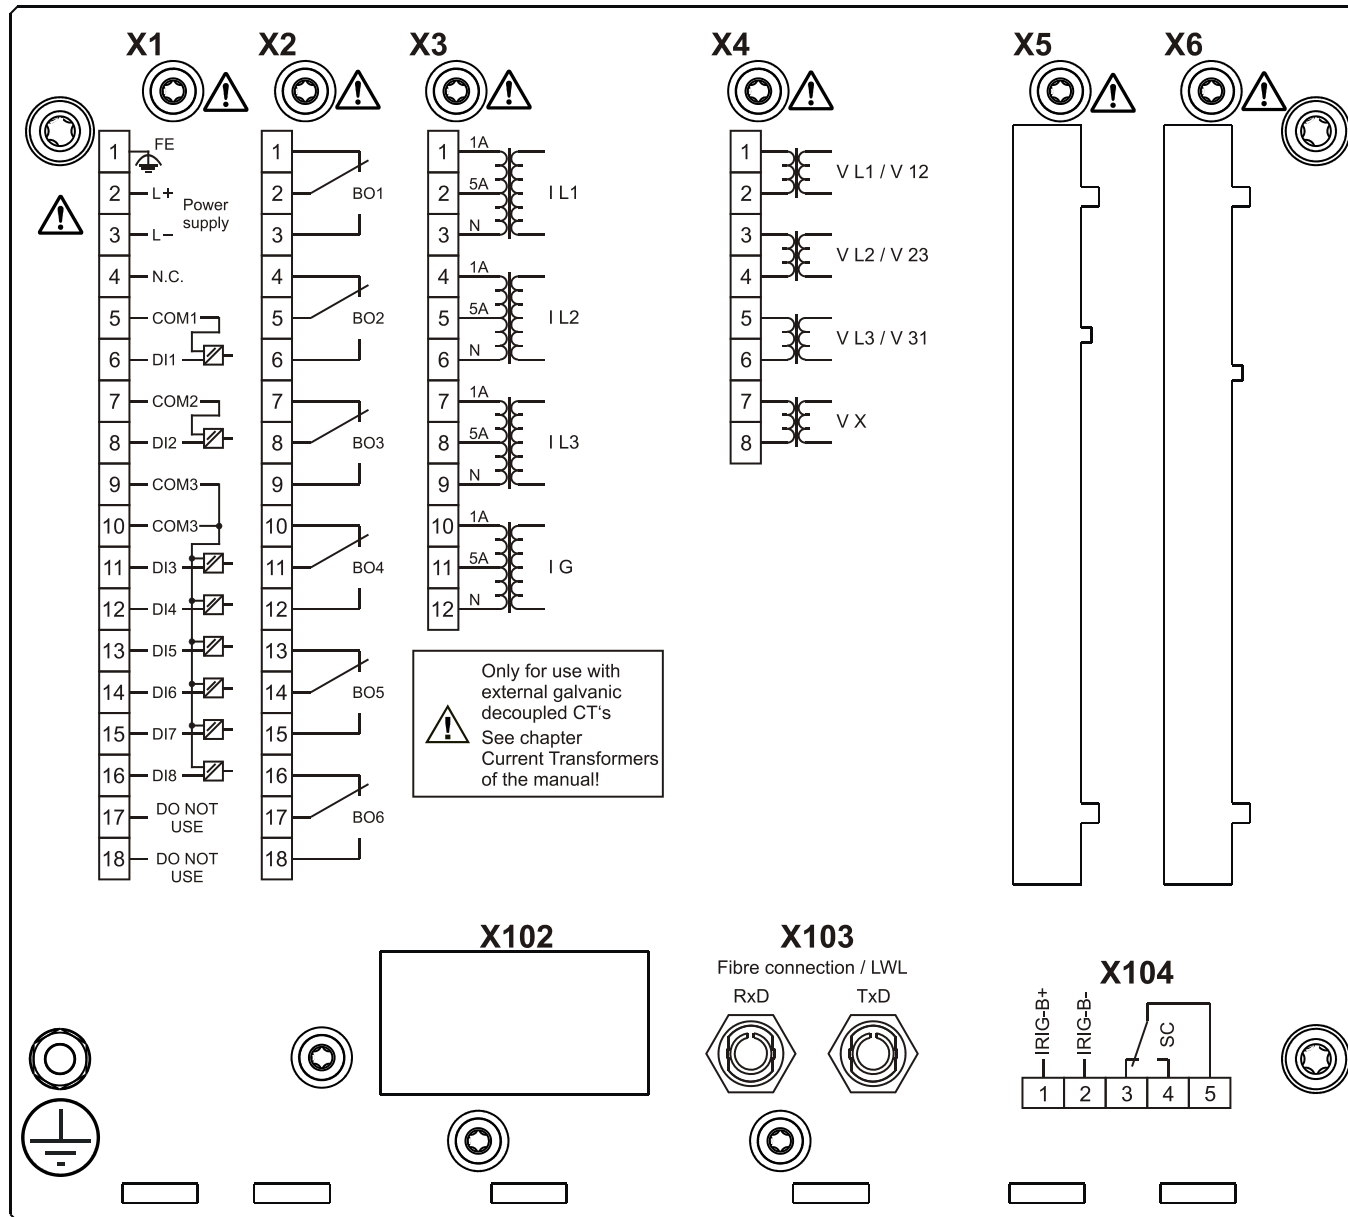 X1 X2 X3 X4 X5 X6
1 FE
2 L+
Power
supply
3 L−
4 N.C.
5 COM1
6 DI1
7 COM2
8 DI2
9 COM3
10 COM3
11 DI3
12 DI4
13 DI5
14 DI6
15 DI7
16 DI8
17 DO NOT
USE
18 DO NOT
USE
1
2 BO1
3
4
5 BO2
6
7
8 BO3
9
10
11 BO4
12
13
14 BO5
15
16
17 BO6
18
1 1A
2 5A I L1
3 N
4 1A
5 5A I L2
6 N
7 1A
8 5A I L3
9 N
10 1A
11 5A I G
12 N
Only for use with
external galvanic
decoupled CT‘s
See chapter
Current Transformers
of the manual!
1
V L1 / V 12
2
3
V L2 / V 23
4
5
V L3 / V 31
6
7
V X
8
X102
X103
Fibre connection / LWL
RxD TxD
X104
IRIG-B+
IRIG-B-
SC
1 2 3 4 5